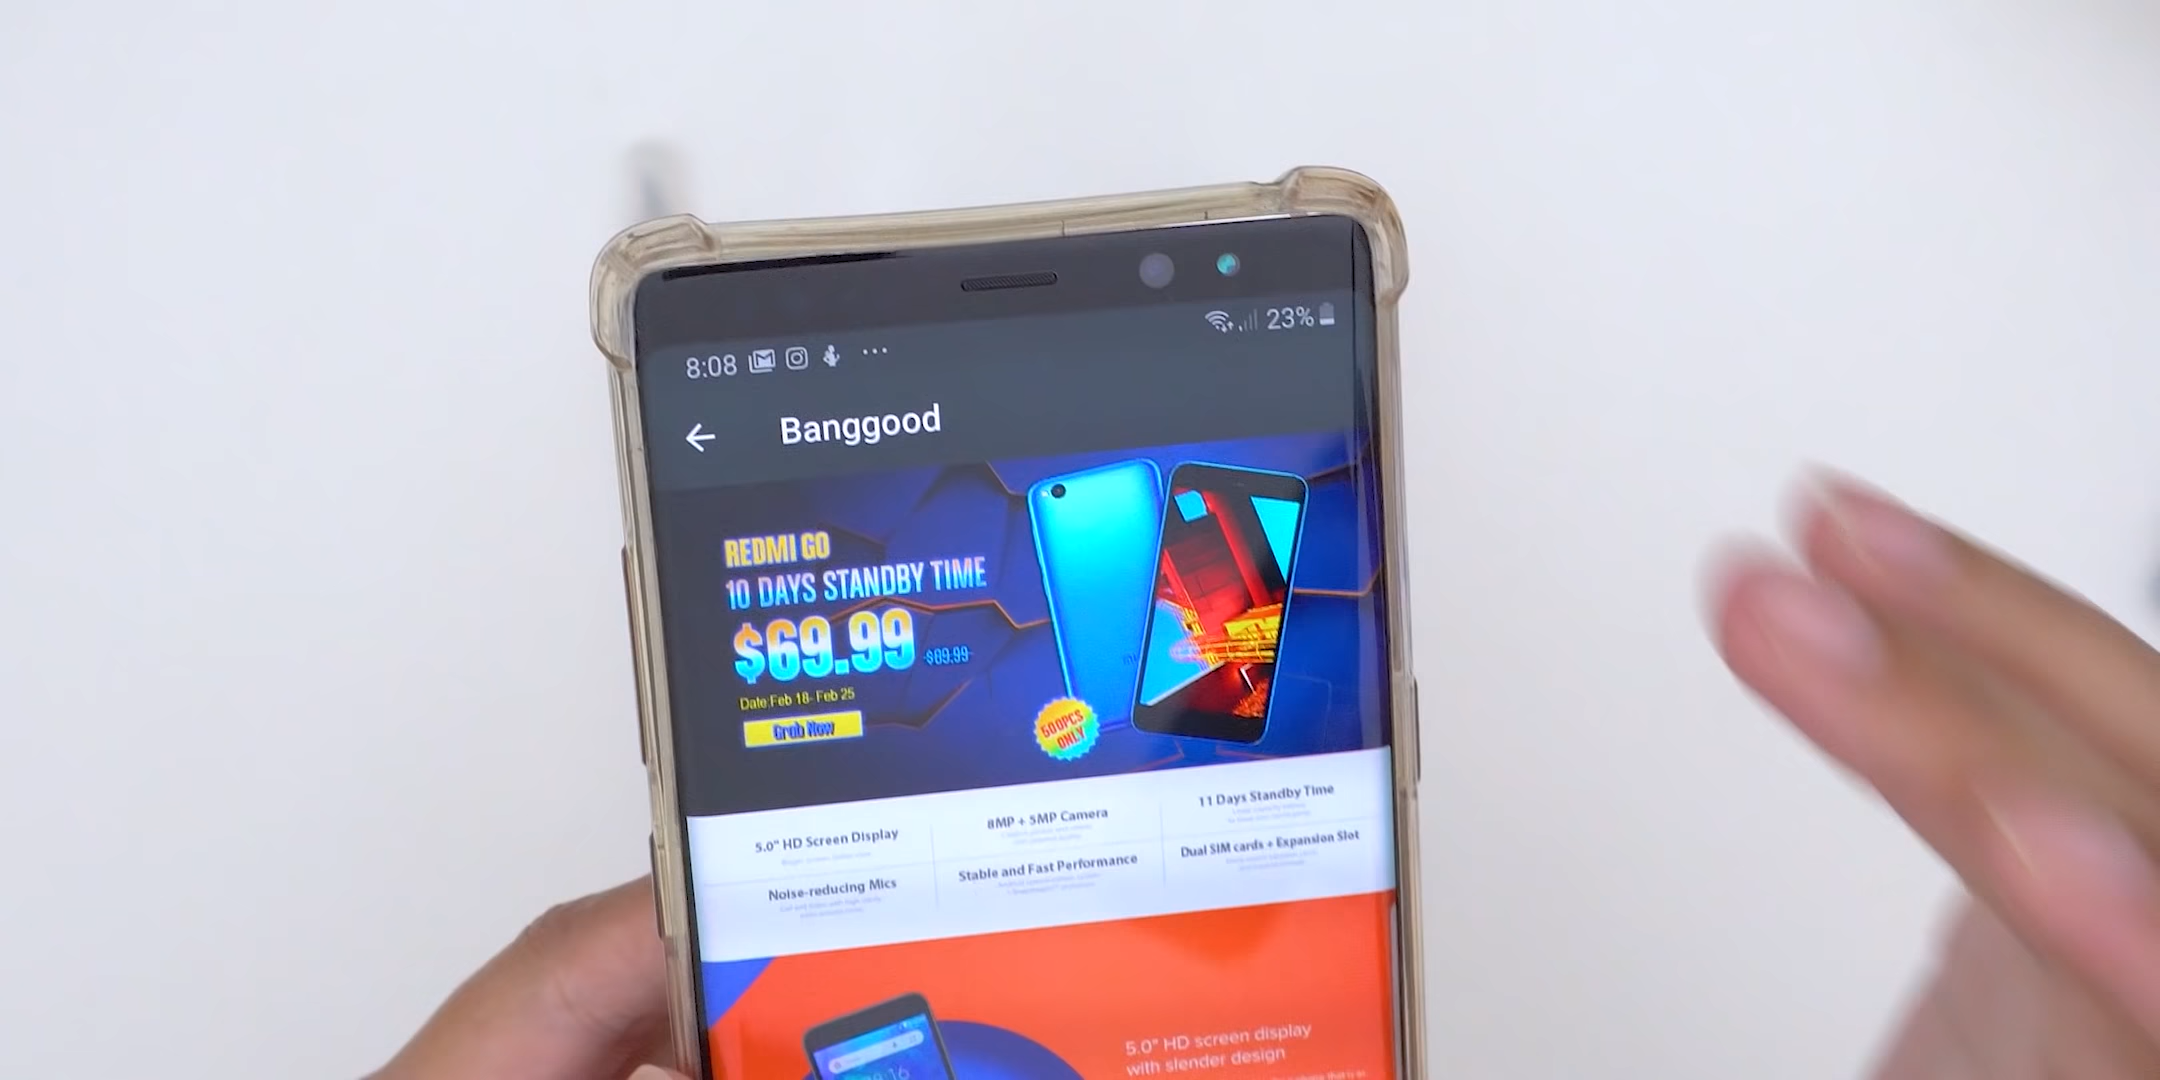 8:08
23%
Banggood
REDMI GO
10 DAYS STANDBY TIME
$69.99 $89.99
Date:Feb 18- Feb 25
Grab Now
500PCS
ONLY
5.0" HD Screen Display
8MP + 5MP Camera
11 Days Standby Time
Noise-reducing Mics
Stable and Fast Performance
Dual SIM cards + Expansion Slot
5.0" HD screen display
with slender design